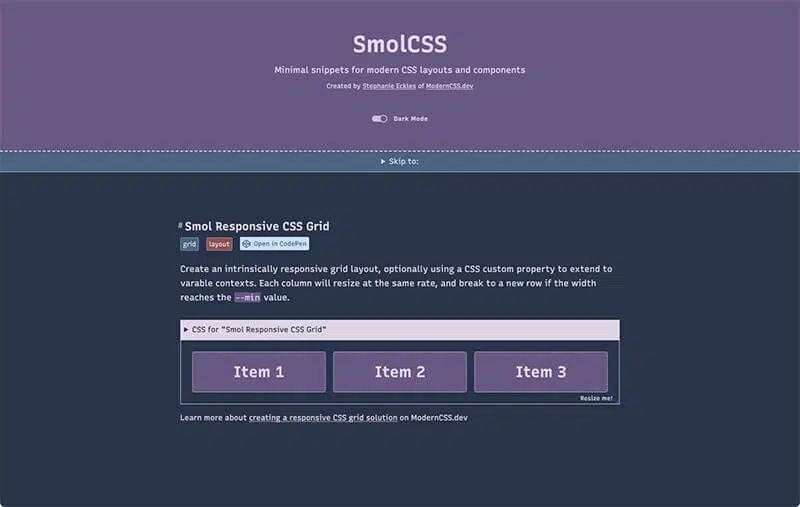 SmolCSS
Minimal snippets for modern CSS layouts and components
Created by Stephanie Eckles of ModernCSS.dev
Dark Mode
▶ Skip to:
# Smol Responsive CSS Grid
grid layout Open in CodePen
Create an intrinsically responsive grid layout, optionally using a CSS custom property to extend to
varable contexts. Each column will resize at the same rate, and break to a new row if the width
reaches the --min value.
▶ CSS for "Smol Responsive CSS Grid"
Item 1 Item 2 Item 3
Resize me!
Learn more about creating a responsive CSS grid solution on ModernCSS.dev